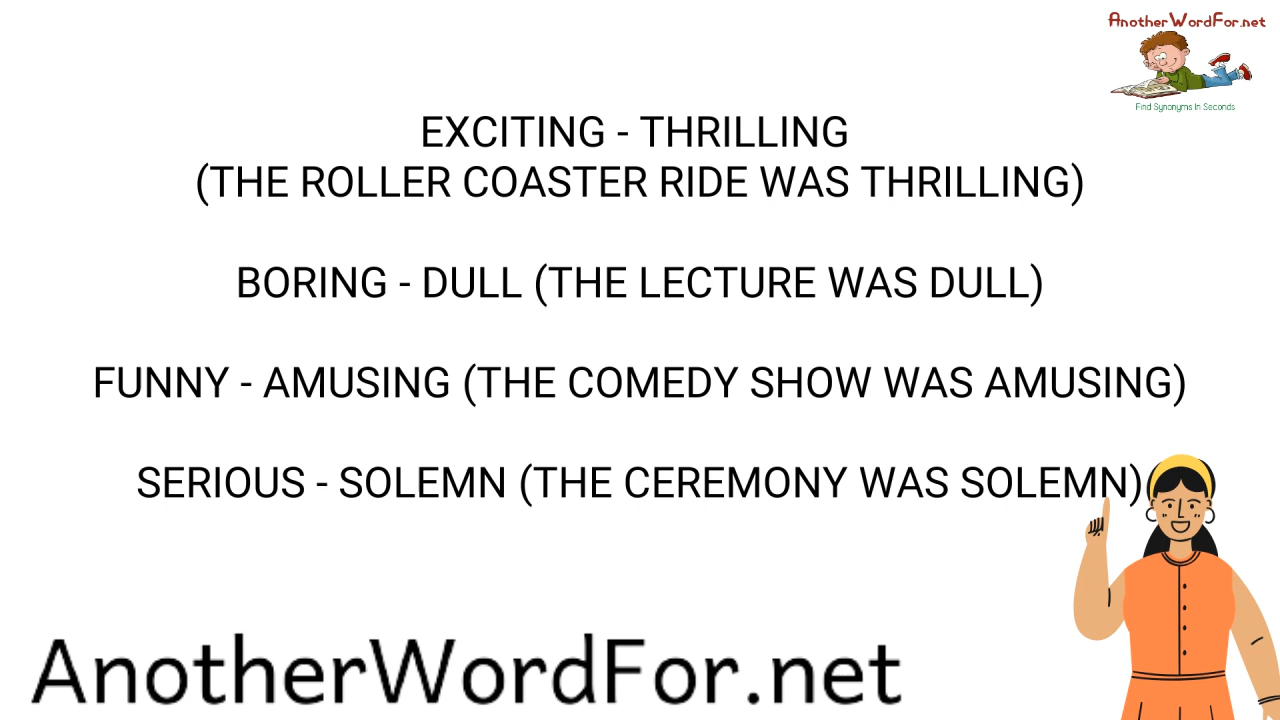 AnotherWordFor.net
Find Synonyms In Seconds
EXCITING - THRILLING
(THE ROLLER COASTER RIDE WAS THRILLING)
BORING - DULL (THE LECTURE WAS DULL)
FUNNY - AMUSING (THE COMEDY SHOW WAS AMUSING)
SERIOUS - SOLEMN (THE CEREMONY WAS SOLEMN)
AnotherWordFor.net